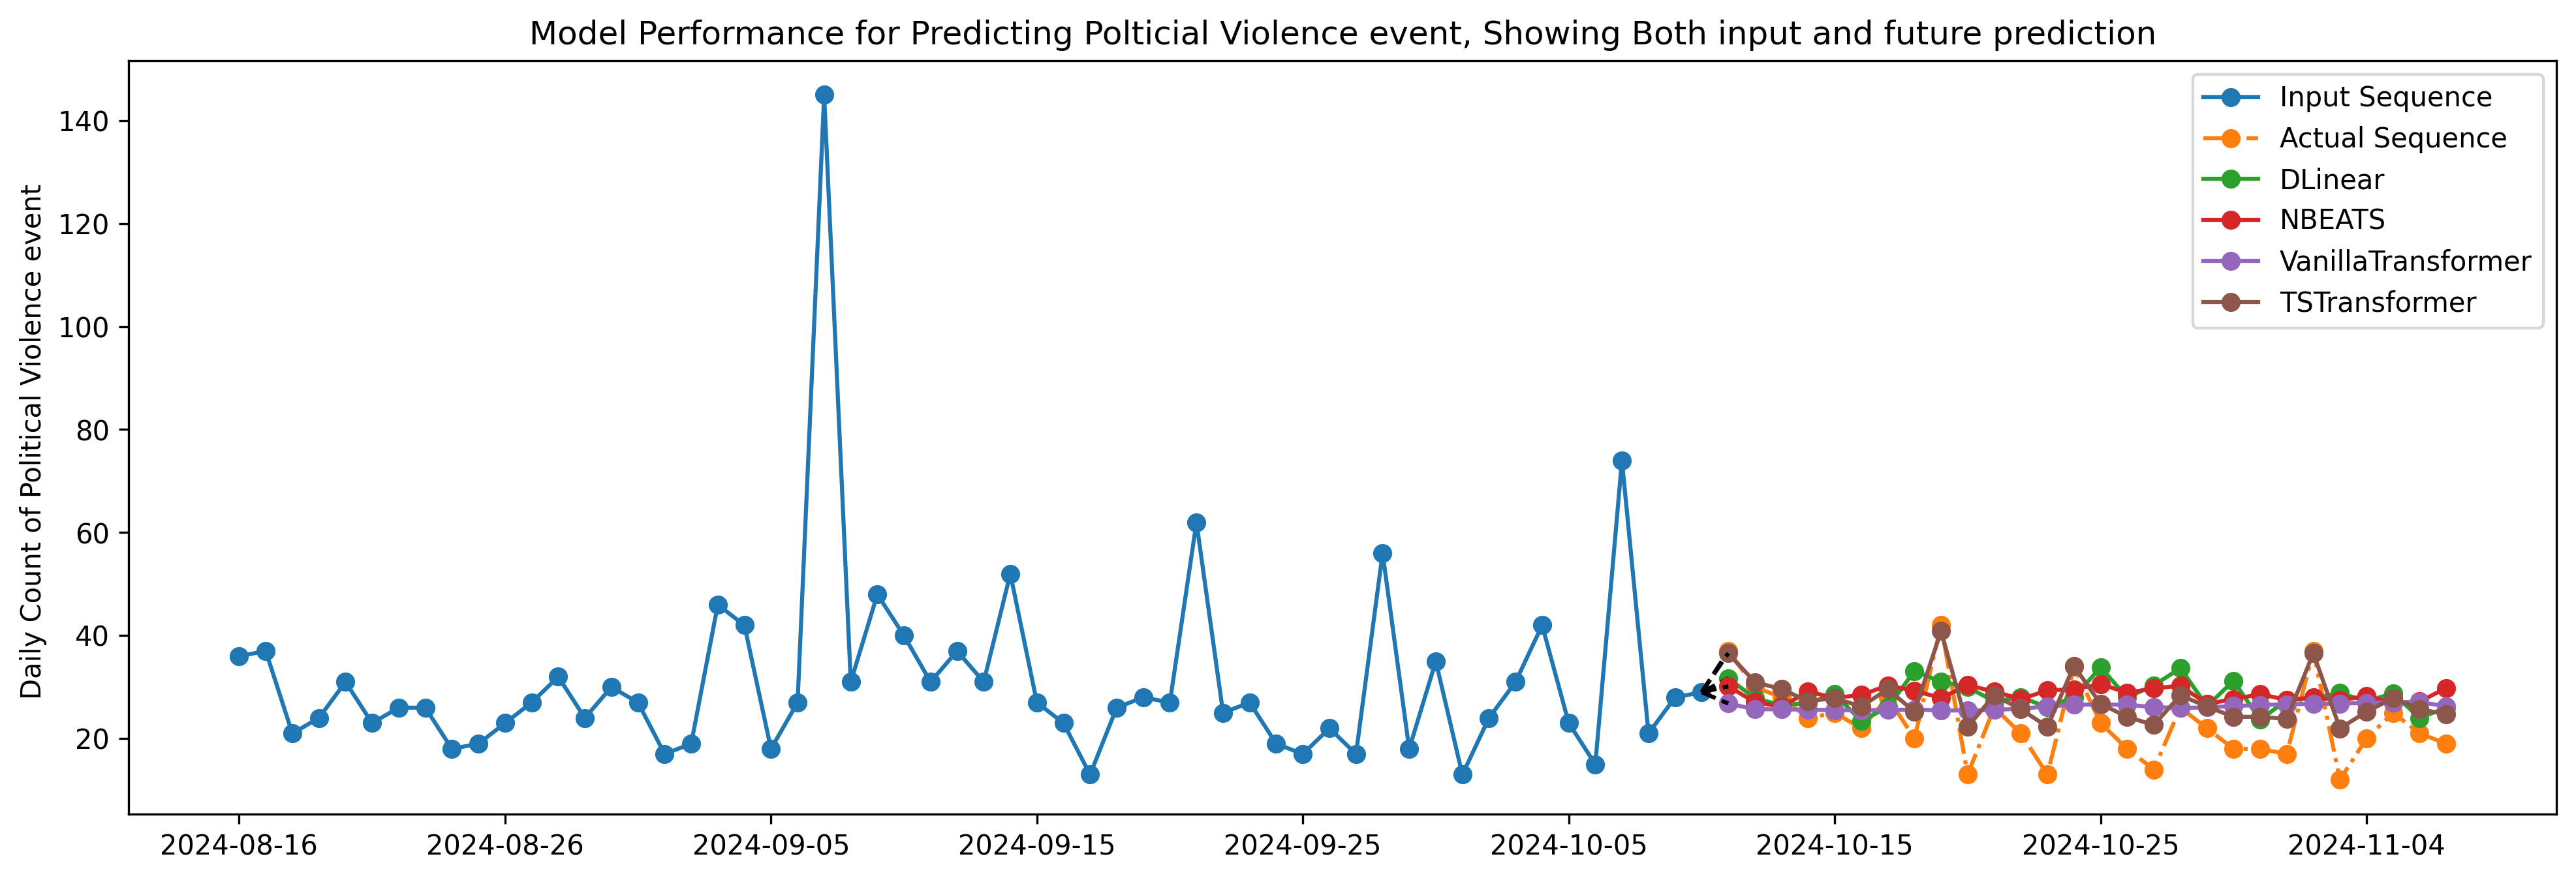 Model Performance for Predicting Polticial Violence event, Showing Both input and future prediction
Daily Count of Political Violence event
140
120
100
80
60
40
20
Input Sequence
Actual Sequence
DLinear
NBEATS
VanillaTransformer
TSTransformer
2024-08-16
2024-08-26
2024-09-05
2024-09-15
2024-09-25
2024-10-05
2024-10-15
2024-10-25
2024-11-04